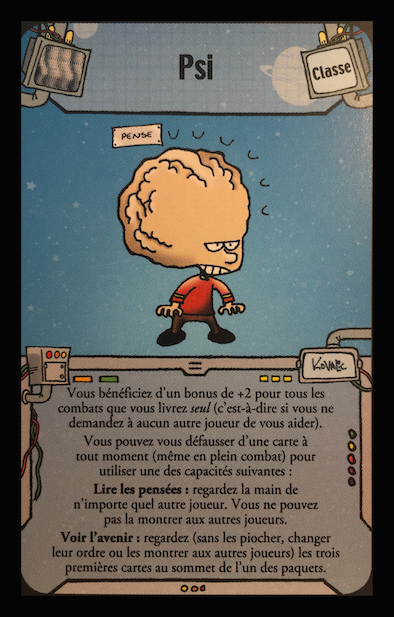 Psi
Classe
PENSE
KOVALIC
Vous bénéficiez d'un bonus de +2 pour tous les
combats que vous livrez seul (c'est-à-dire si vous ne
demandez à aucun autre joueur de vous aider).
Vous pouvez vous défausser d'une carte à
tout moment (même en plein combat) pour
utiliser une des capacités suivantes :
Lire les pensées : regardez la main de
n'importe quel autre joueur. Vous ne pouvez
pas la montrer aux autres joueurs.
Voir l'avenir : regardez (sans les piocher, changer
leur ordre ou les montrer aux autres joueurs) les trois
premières cartes au sommet de l'un des paquets.